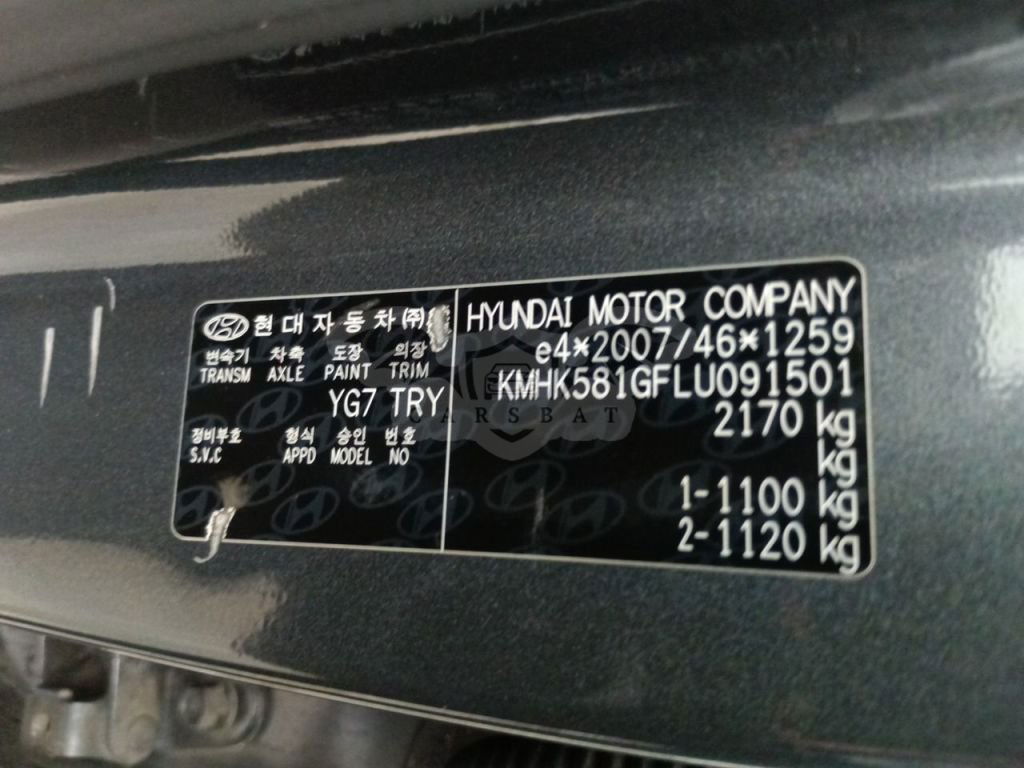 현대자동차㈜
변속기 차축 도장 의장
TRANSM AXLE PAINT TRIM
YG7 TRY
정비부호 형식 승인 번호
S.V.C APPD MODEL NO
HYUNDAI MOTOR COMPANY
e4*2007/46*1259
KMHK581GFLU091501
2170 kg
kg
1-1100 kg
2-1120 kg
CARSBAT